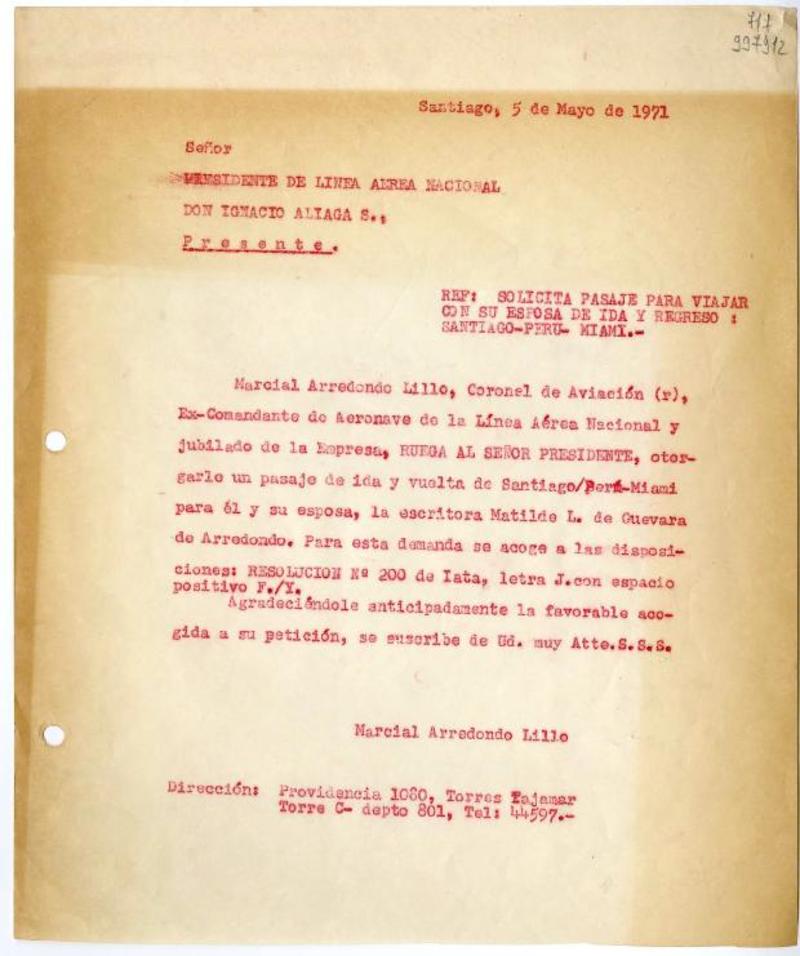 717
997912
Santiago, 5 de Mayo de 1971
Señor
PRESIDENTE DE LINEA AEREA NACIONAL
DON IGNACIO ALIAGA S.,
P r e s e n t e .
REF: SOLICITA PASAJE PARA VIAJAR
CON SU ESPOSA DE IDA Y REGRESO :
SANTIAGO-PERU- MIAMI.-
Marcial Arredondo Lillo, Coronel de Aviación (r),
Ex-Comandante de Aeronave de la Línea Aérea Nacional y
jubilado de la Empresa, RUEGA AL SEÑOR PRESIDENTE, otor-
garle un pasaje de ida y vuelta de Santiago/Perú-Miami
para él y su esposa, la escritora Matilde L. de Guevara
de Arredondo. Para esta demanda se acoge a las disposi-
ciones: RESOLUCION Nº 200 de Iata, letra J.con espacio
positivo F./Y.
Agradeciéndole anticipadamente la favorable aco-
gida a su petición, se suscribe de Ud. muy Atte.S.S.S.
Marcial Arredondo Lillo
Dirección: Providencia 1080, Torres Tajamar
Torre C- depto 801, Tel: 44597.-